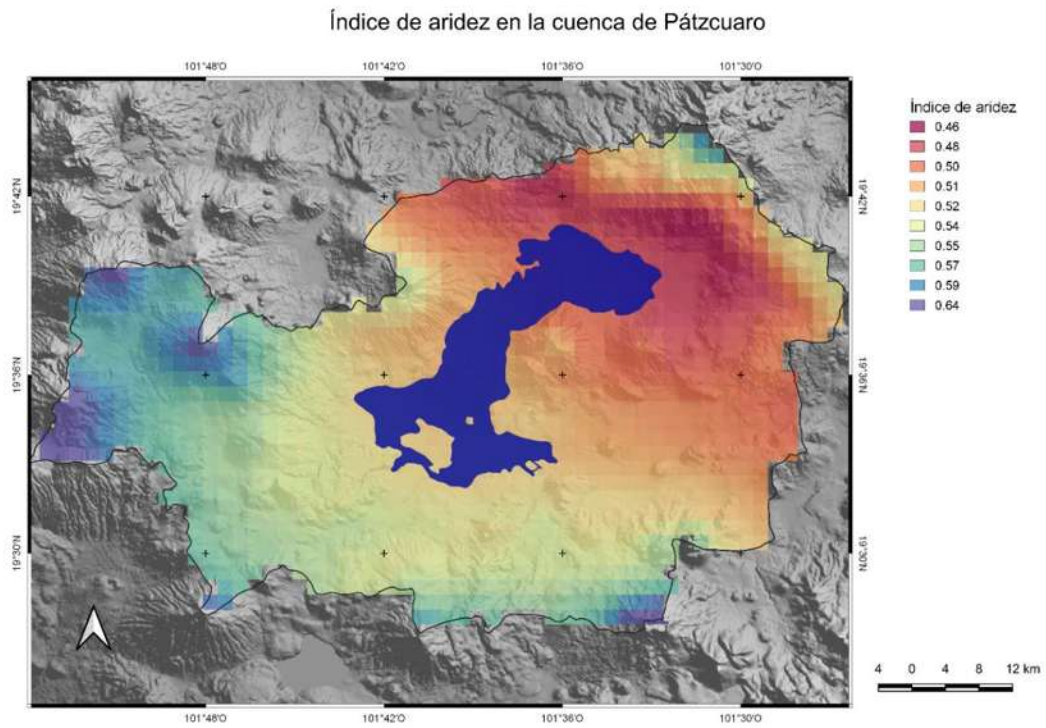 Índice de aridez en la cuenca de Pátzcuaro
101°48'O 101°42'O 101°36'O 101°30'O
Índice de aridez
0.46
0.48
0.50
0.51
0.52
0.54
0.55
0.57
0.59
0.64
19°42'N 19°42'N
19°36'N 19°36'N
19°30'N 19°30'N
4 0 4 8 12 km
101°48'O 101°42'O 101°36'O 101°30'O